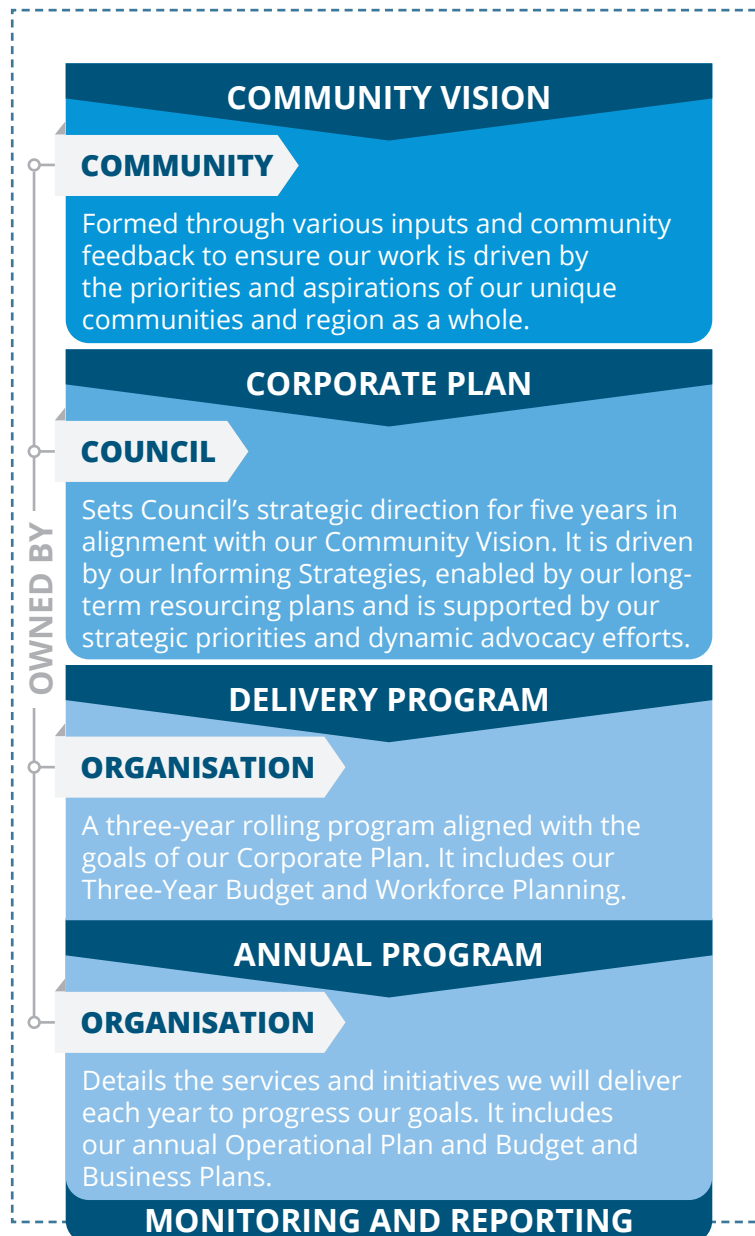 COMMUNITY VISION
COMMUNITY
Formed through various inputs and community
feedback to ensure our work is driven by
the priorities and aspirations of our unique
communities and region as a whole.
CORPORATE PLAN
COUNCIL
Sets Council’s strategic direction for five years in
alignment with our Community Vision. It is driven
by our Informing Strategies, enabled by our long-
term resourcing plans and is supported by our
strategic priorities and dynamic advocacy efforts.
OWNED BY
DELIVERY PROGRAM
ORGANISATION
A three-year rolling program aligned with the
goals of our Corporate Plan. It includes our
Three-Year Budget and Workforce Planning.
ANNUAL PROGRAM
ORGANISATION
Details the services and initiatives we will deliver
each year to progress our goals. It includes
our annual Operational Plan and Budget and
Business Plans.
MONITORING AND REPORTING